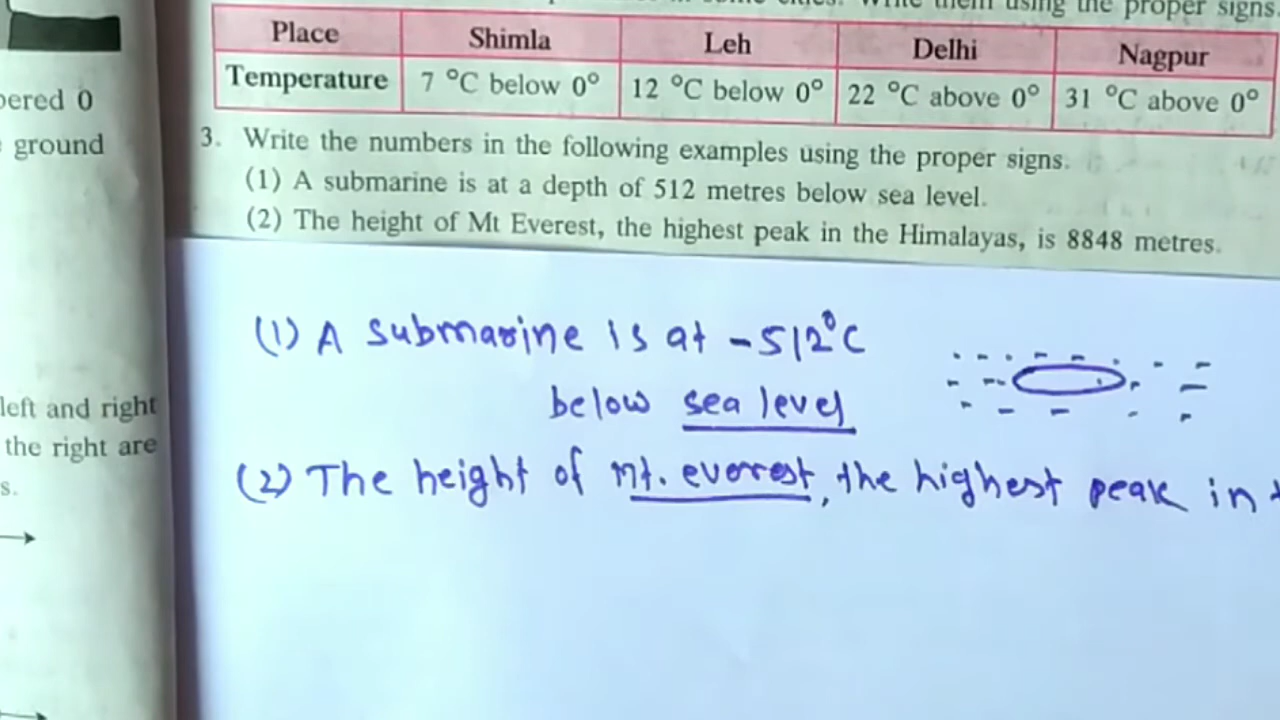 using the proper signs.
Place Shimla Leh Delhi Nagpur
Temperature 7 °C below 0° 12 °C below 0° 22 °C above 0° 31 °C above 0°
0
ground
3. Write the numbers in the following examples using the proper signs.
(1) A submarine is at a depth of 512 metres below sea level.
(2) The height of Mt Everest, the highest peak in the Himalayas, is 8848 metres.
left and right
the right are
s.
(1) A submarine is at -512°C
below sea level
(2) The height of Mt. everest, the highest peak in